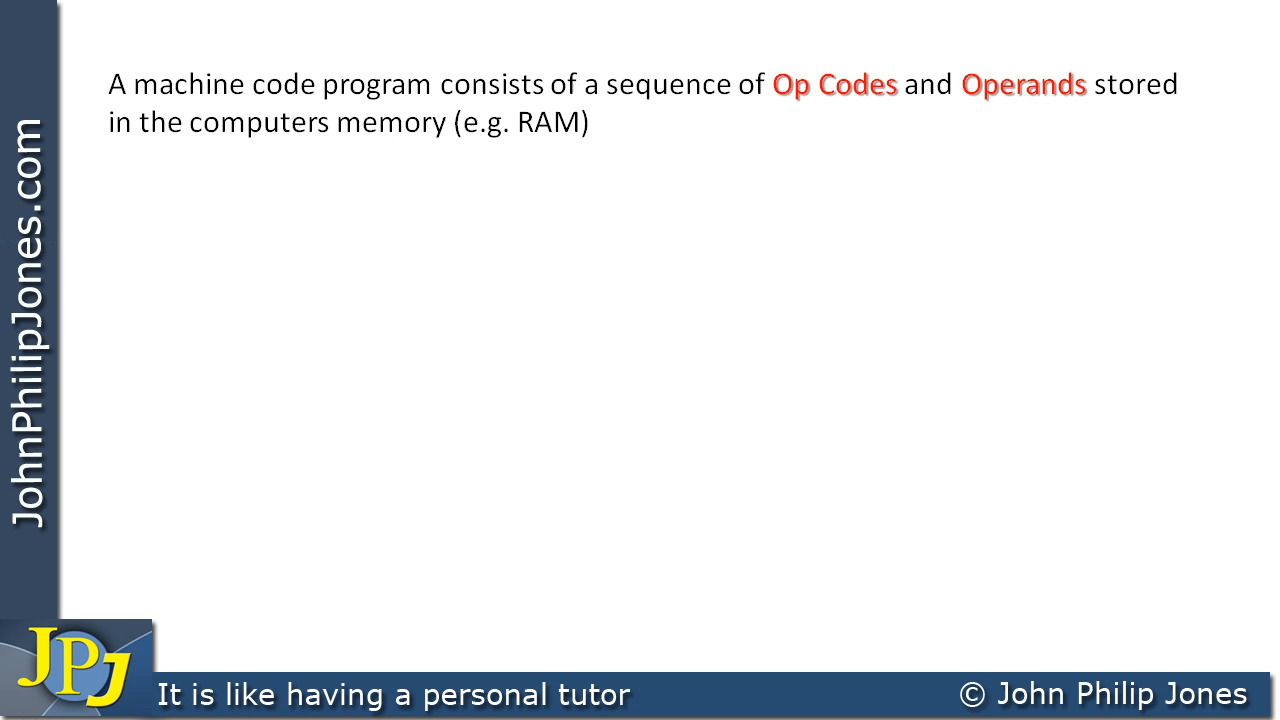 A machine code program consists of a sequence of Op Codes and Operands stored
in the computers memory (e.g. RAM)
JohnPhilipJones.com
JPJ
It is like having a personal tutor
© John Philip Jones